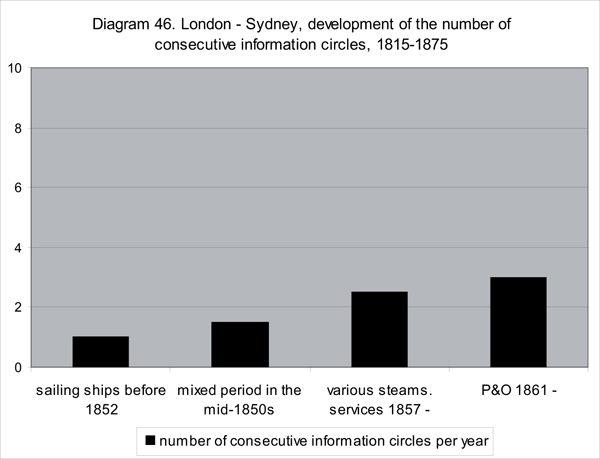 Diagram 46. London - Sydney, development of the number of
consecutive information circles, 1815-1875
10
8
6
4
2
0
sailing ships before
1852
mixed period in the
mid-1850s
various steams.
services 1857 -
P&O 1861 -
number of consecutive information circles per year